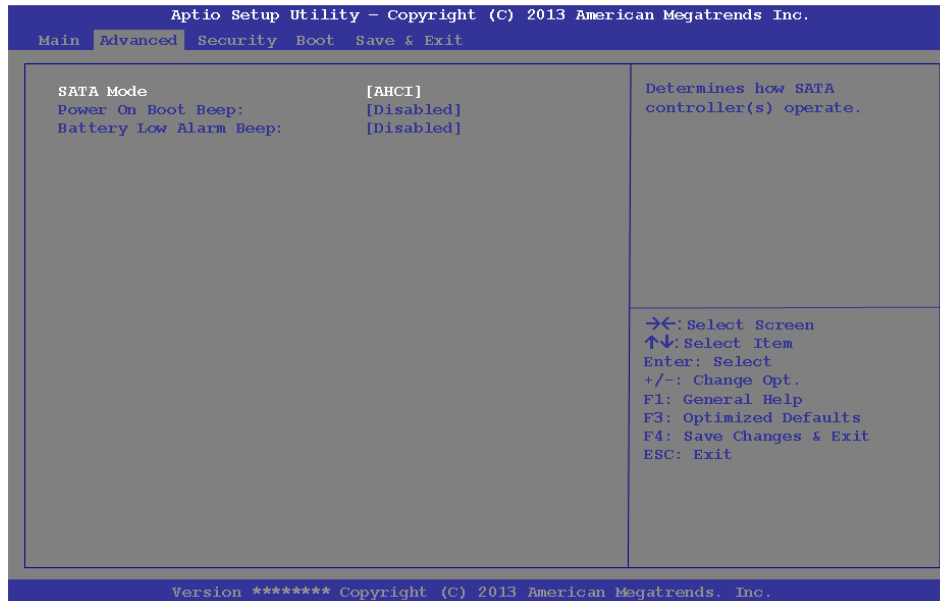 Aptio Setup Utility – Copyright (C) 2013 American Megatrends Inc.
Main Advanced Security Boot Save & Exit
SATA Mode [AHCI]
Power On Boot Beep: [Disabled]
Battery Low Alarm Beep: [Disabled]
Determines how SATA
controller(s) operate.
→←: Select Screen
↑↓: Select Item
Enter: Select
+/-: Change Opt.
F1: General Help
F3: Optimized Defaults
F4: Save Changes & Exit
ESC: Exit
Version ******** Copyright (C) 2013 American Megatrends. Inc.